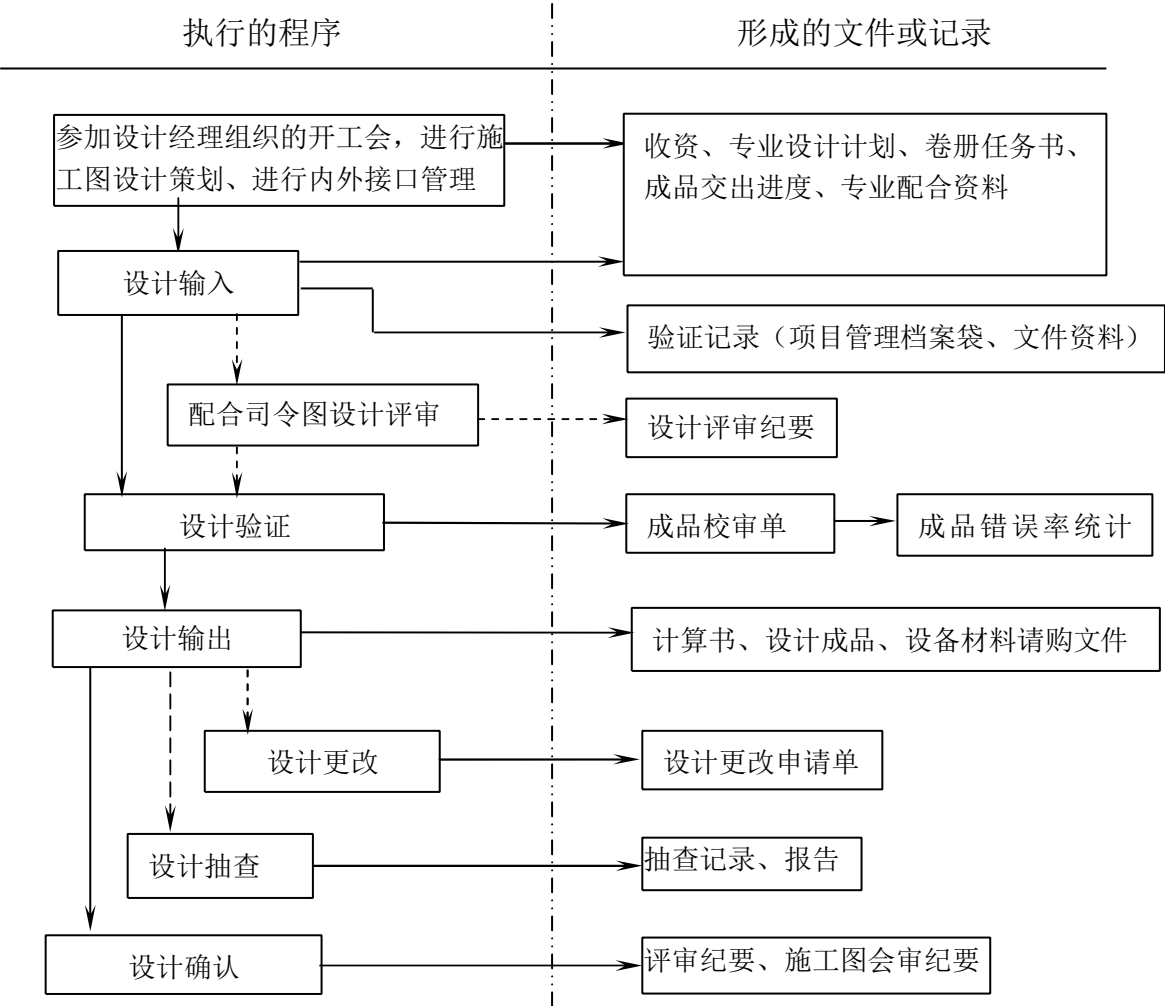 执行的程序
形成的文件或记录
参加设计经理组织的开工会，进行施
工图设计策划、进行内外接口管理
收资、专业设计计划、卷册任务书、
成品交出进度、专业配合资料
设计输入
验证记录（项目管理档案袋、文件资料）
配合司令图设计评审
设计评审纪要
设计验证
成品校审单
成品错误率统计
设计输出
计算书、设计成品、设备材料请购文件
设计更改
设计更改申请单
设计抽查
抽查记录、报告
设计确认
评审纪要、施工图会审纪要